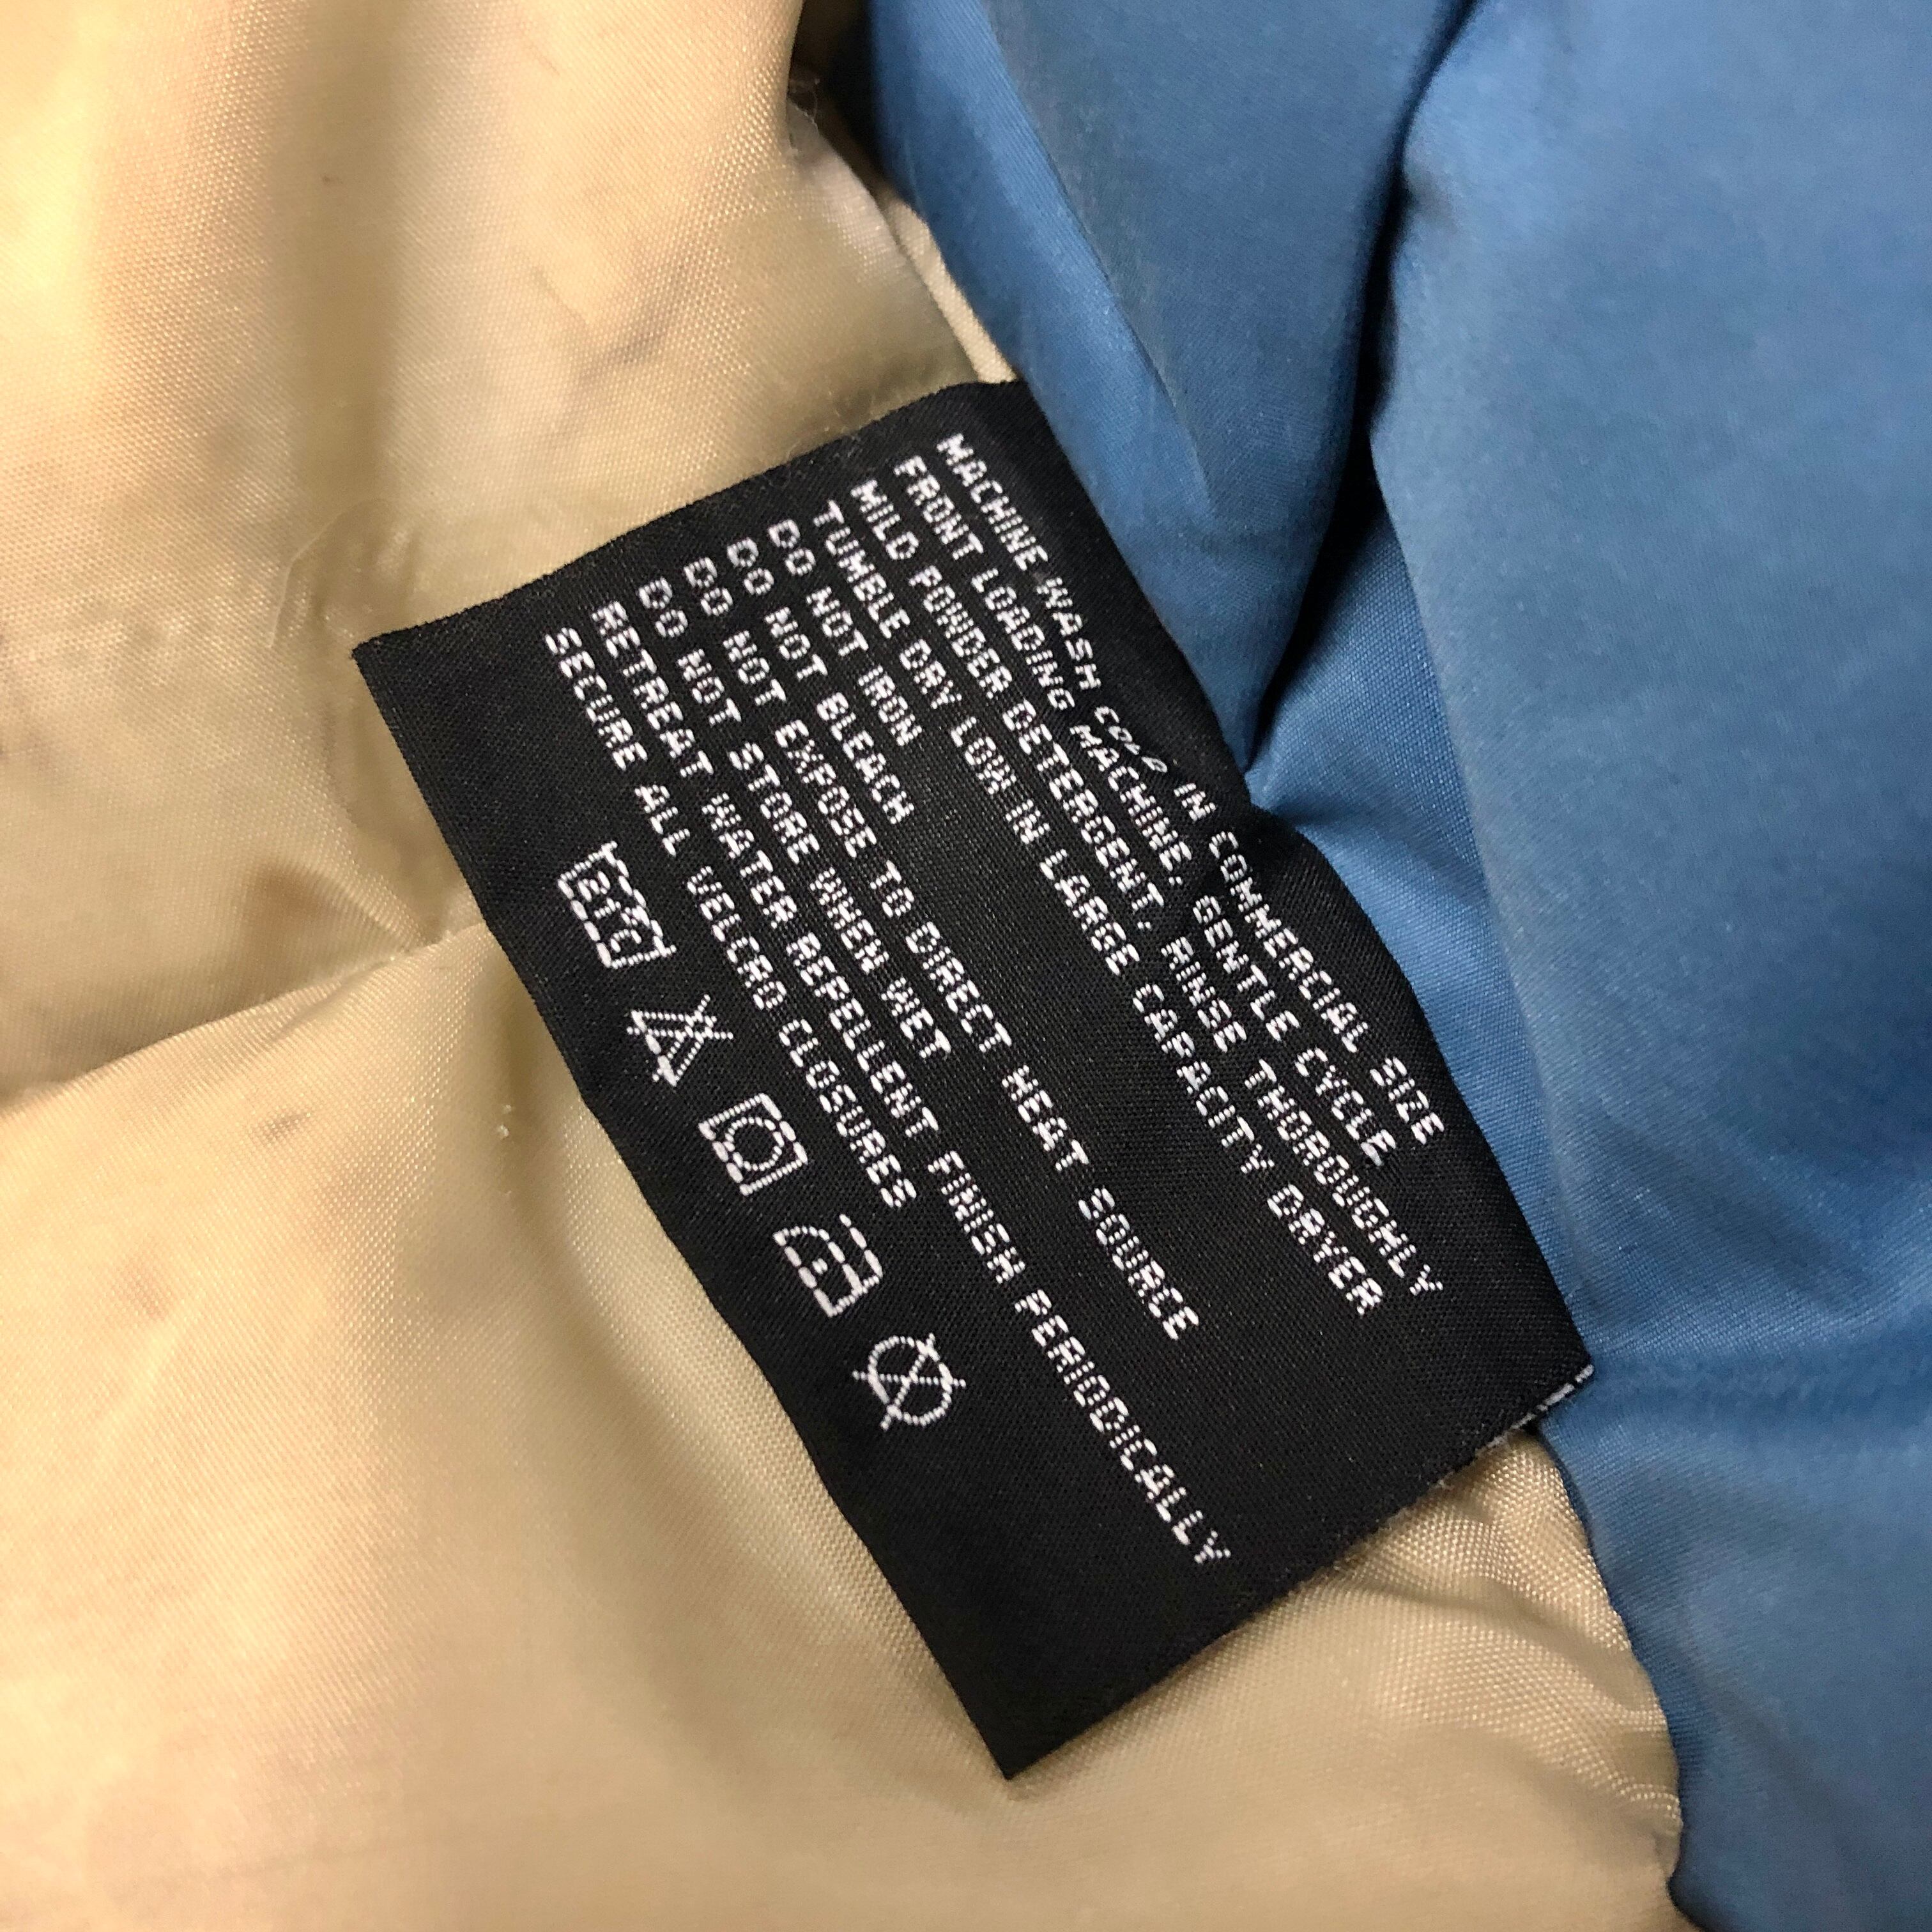 MACHINE WASH COLD IN COMMERCIAL SIZE
FRONT LOADING MACHINE, GENTLE CYCLE
MILD POWDER DETERGENT, RINSE THOROUGHLY
TUMBLE DRY LOW IN LARGE CAPACITY DRYER
DO NOT IRON
DO NOT BLEACH
DO NOT EXPOSE TO DIRECT HEAT SOURCE
DO NOT STORE WHEN WET
RETREAT WATER REPELLENT FINISH PERIODICALLY
SECURE ALL VELCRO CLOSURES